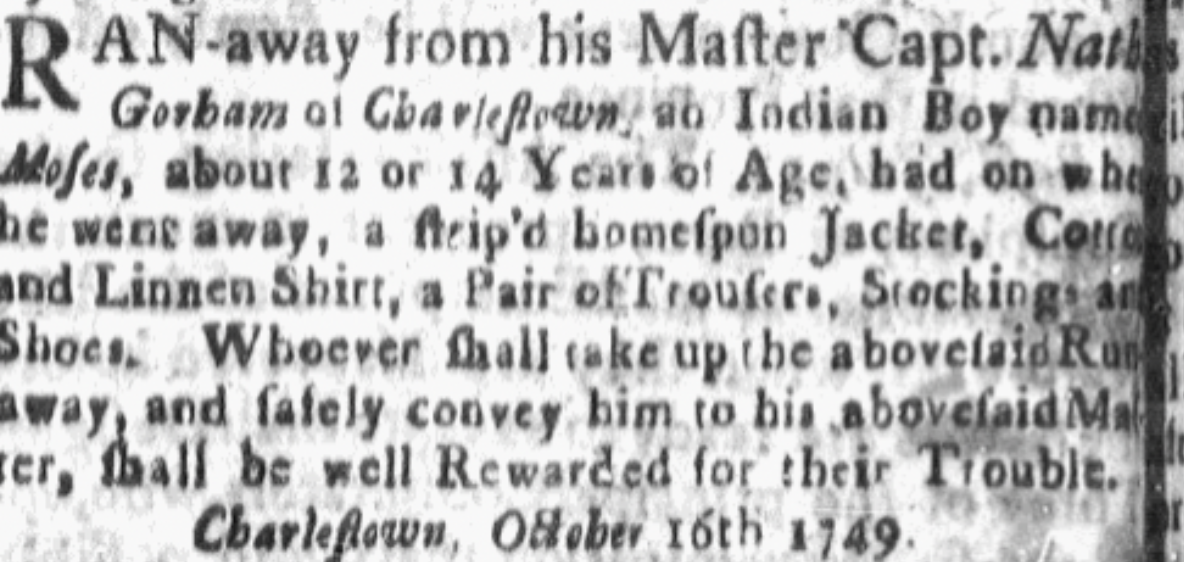 RAN-away from his Maſter Capt. Nath
Gorham of Charleſtown, an Indian Boy name
Moſes, about 12 or 14 Years of Age, had on whe
he went away, a ſtrip'd homeſpun Jacket, Cotto
and Linnen Shirt, a Pair of Trouſers, Stockings an
Shoes. Whoever ſhall take up the aboveſaid Run
away, and ſafely convey him to his aboveſaid Maſ
ter, ſhall be well Rewarded for their Trouble.
Charleſtown, October 16th 1749.